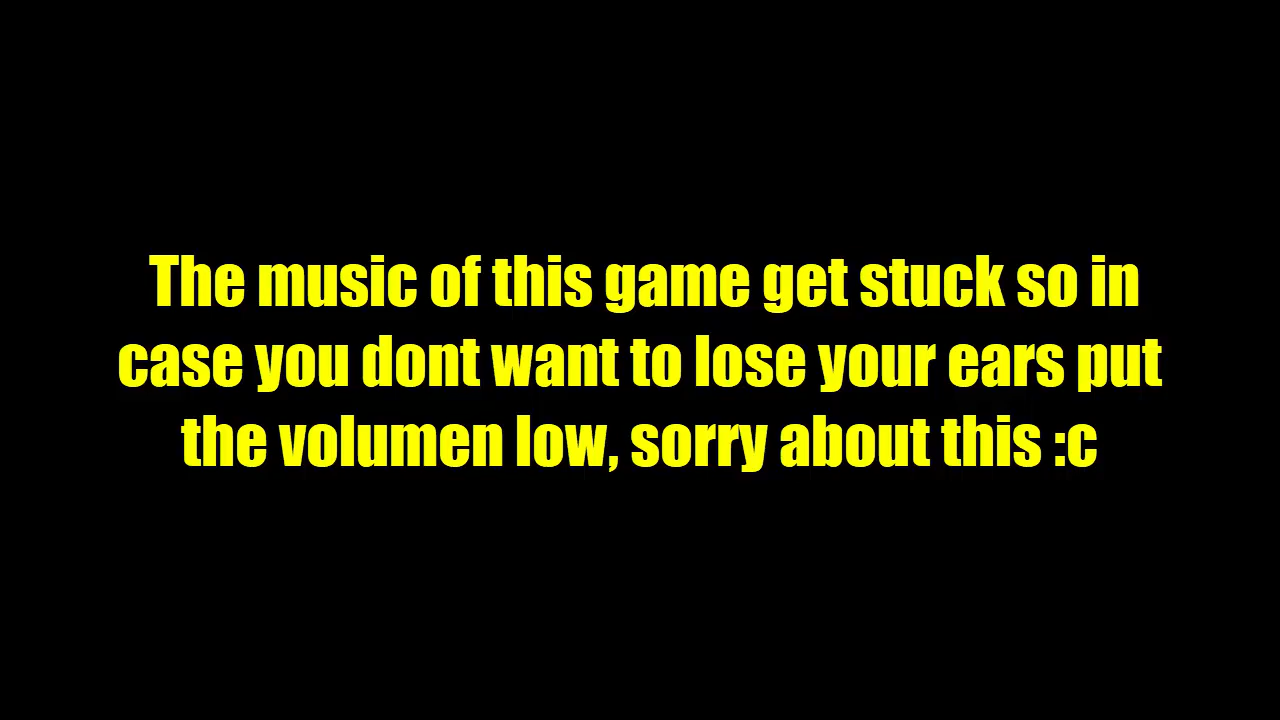 The music of this game get stuck so in
case you dont want to lose your ears put
the volumen low, sorry about this :c